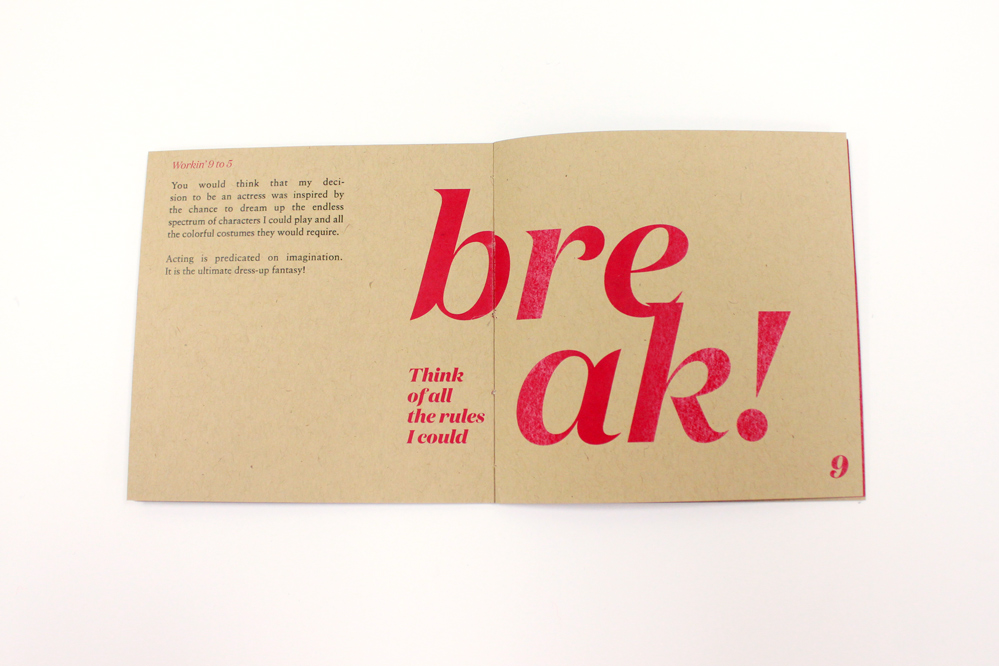 Workin' 9 to 5
You would think that my deci-
sion to be an actress was inspired by
the chance to dream up the endless
spectrum of characters I could play and all
the colorful costumes they would require.
Acting is predicated on imagination.
It is the ultimate dress-up fantasy!
Think
of all
the rules
I could
bre
ak!
9